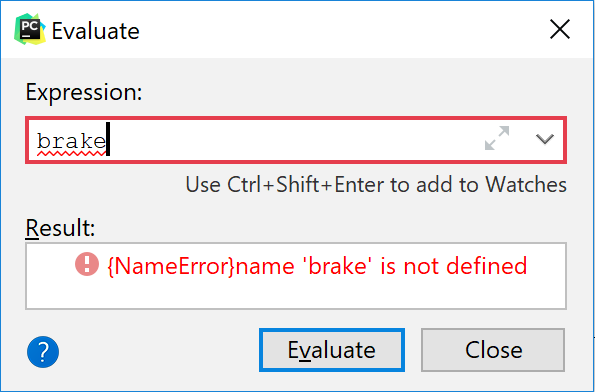 PC
Evaluate
Expression:
brake
Use Ctrl+Shift+Enter to add to Watches
Result:
{NameError}name 'brake' is not defined
?
Evaluate
Close